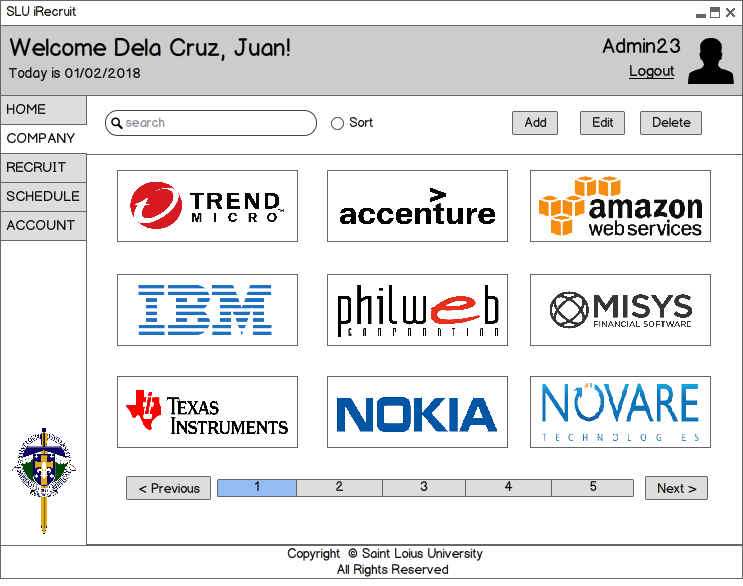 SLU iRecruit
Welcome Dela Cruz, Juan!
Today is 01/02/2018
Admin23
Logout
HOME
COMPANY
RECRUIT
SCHEDULE
ACCOUNT
search
Sort
Add
Edit
Delete
TREND
MICRO™
accenture
amazon
web services
IBM
philweb
CORPORATION
MISYS
FINANCIAL SOFTWARE
TEXAS
INSTRUMENTS
NOKIA
NOVARE
TECHNOLOGIES
< Previous
1
2
3
4
5
Next >
Copyright © Saint Loius University
All Rights Reserved